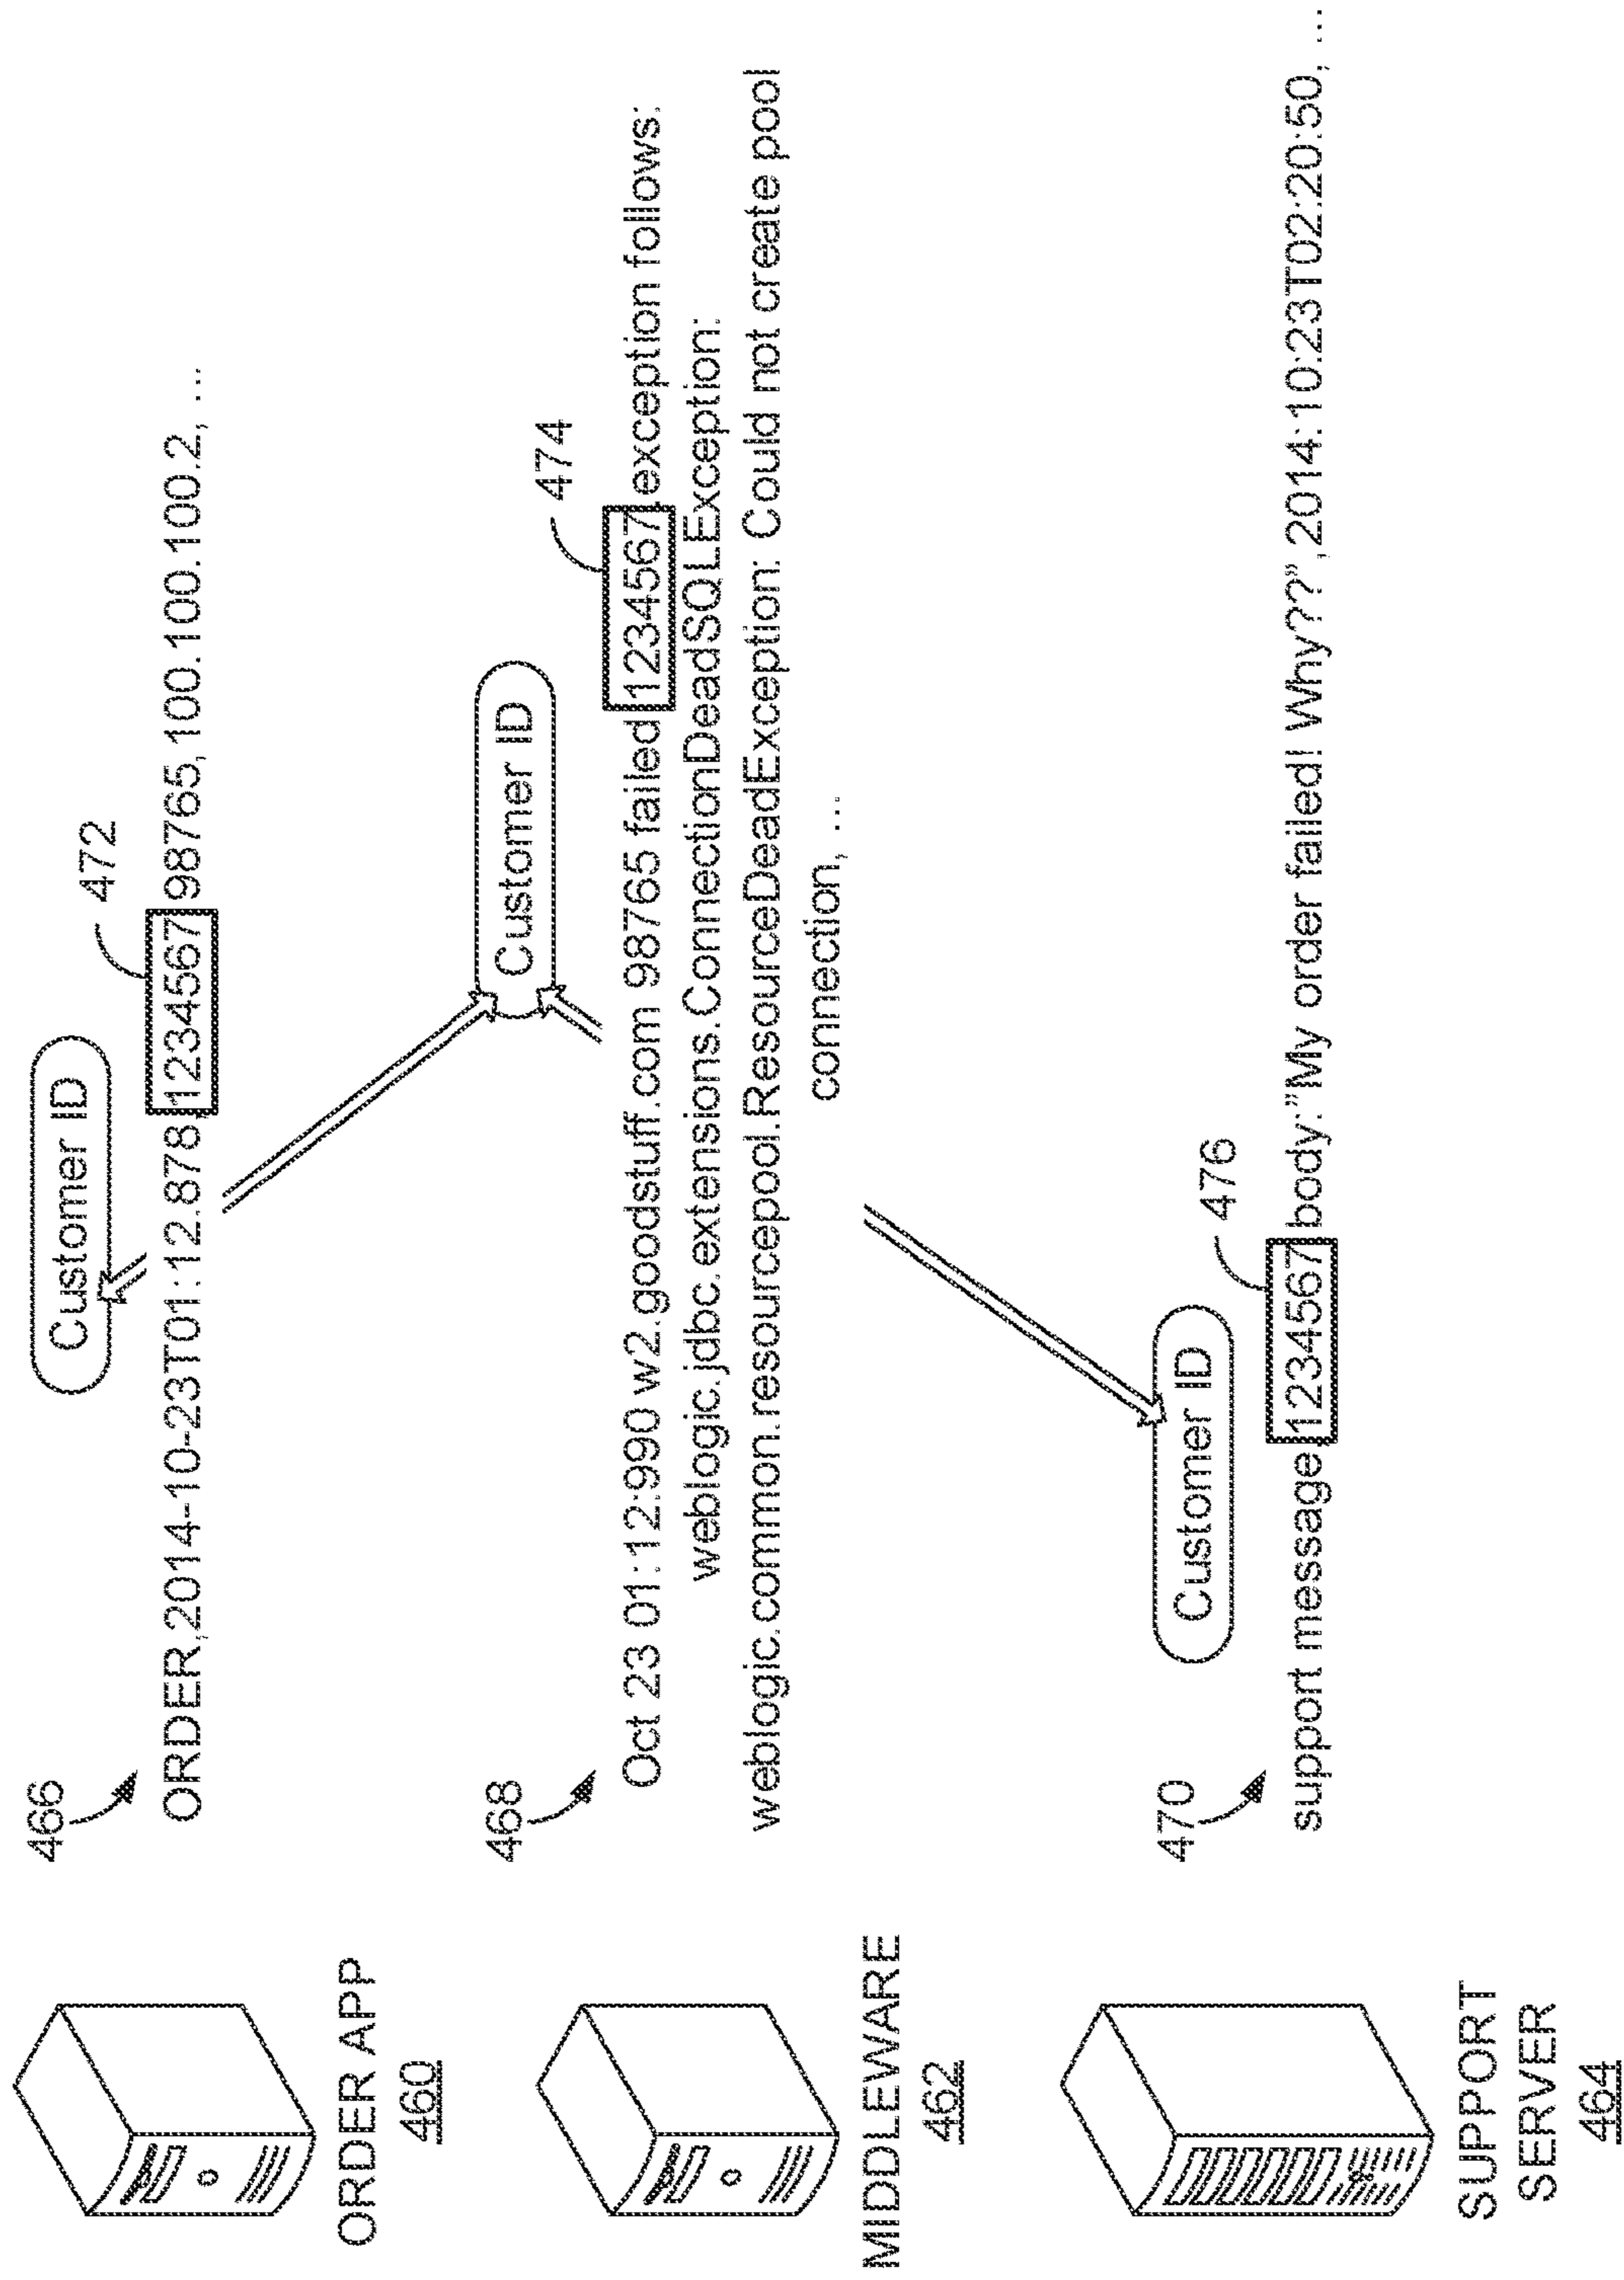 ORDER APP
460
466
Customer ID
472
ORDER,2014-10-23T01:12.878,1234567 98765,100.100.100.2, ...
MIDDLEWARE
462
468
Customer ID
474
Oct 23 01:12:990 w2.goodstuff.com 98765 failed 1234567 exception follows:
weblogic.jdbc.extensions.ConnectionDeadSQLException:
weblogic.common.resourcepool.ResourceDeadException: Could not create pool
connection, ...
SUPPORT
SERVER
464
470
Customer ID
476
support message,1234567 body:"My order failed! Why??",2014:10:23T02:20:50, ...